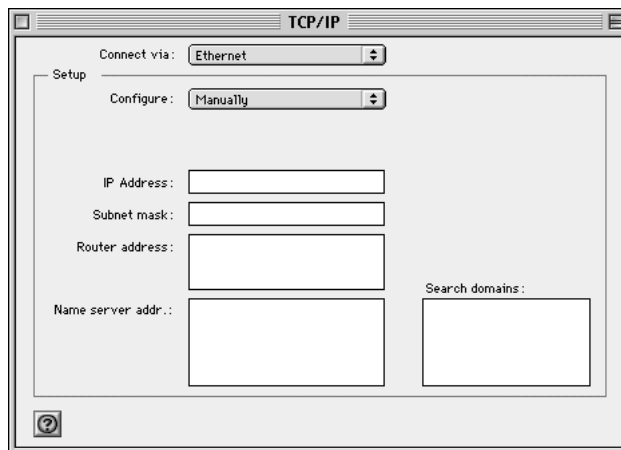 TCP/IP
Connect via: Ethernet
Setup
Configure: Manually
IP Address:
Subnet mask:
Router address:
Search domains:
Name server addr.:
?